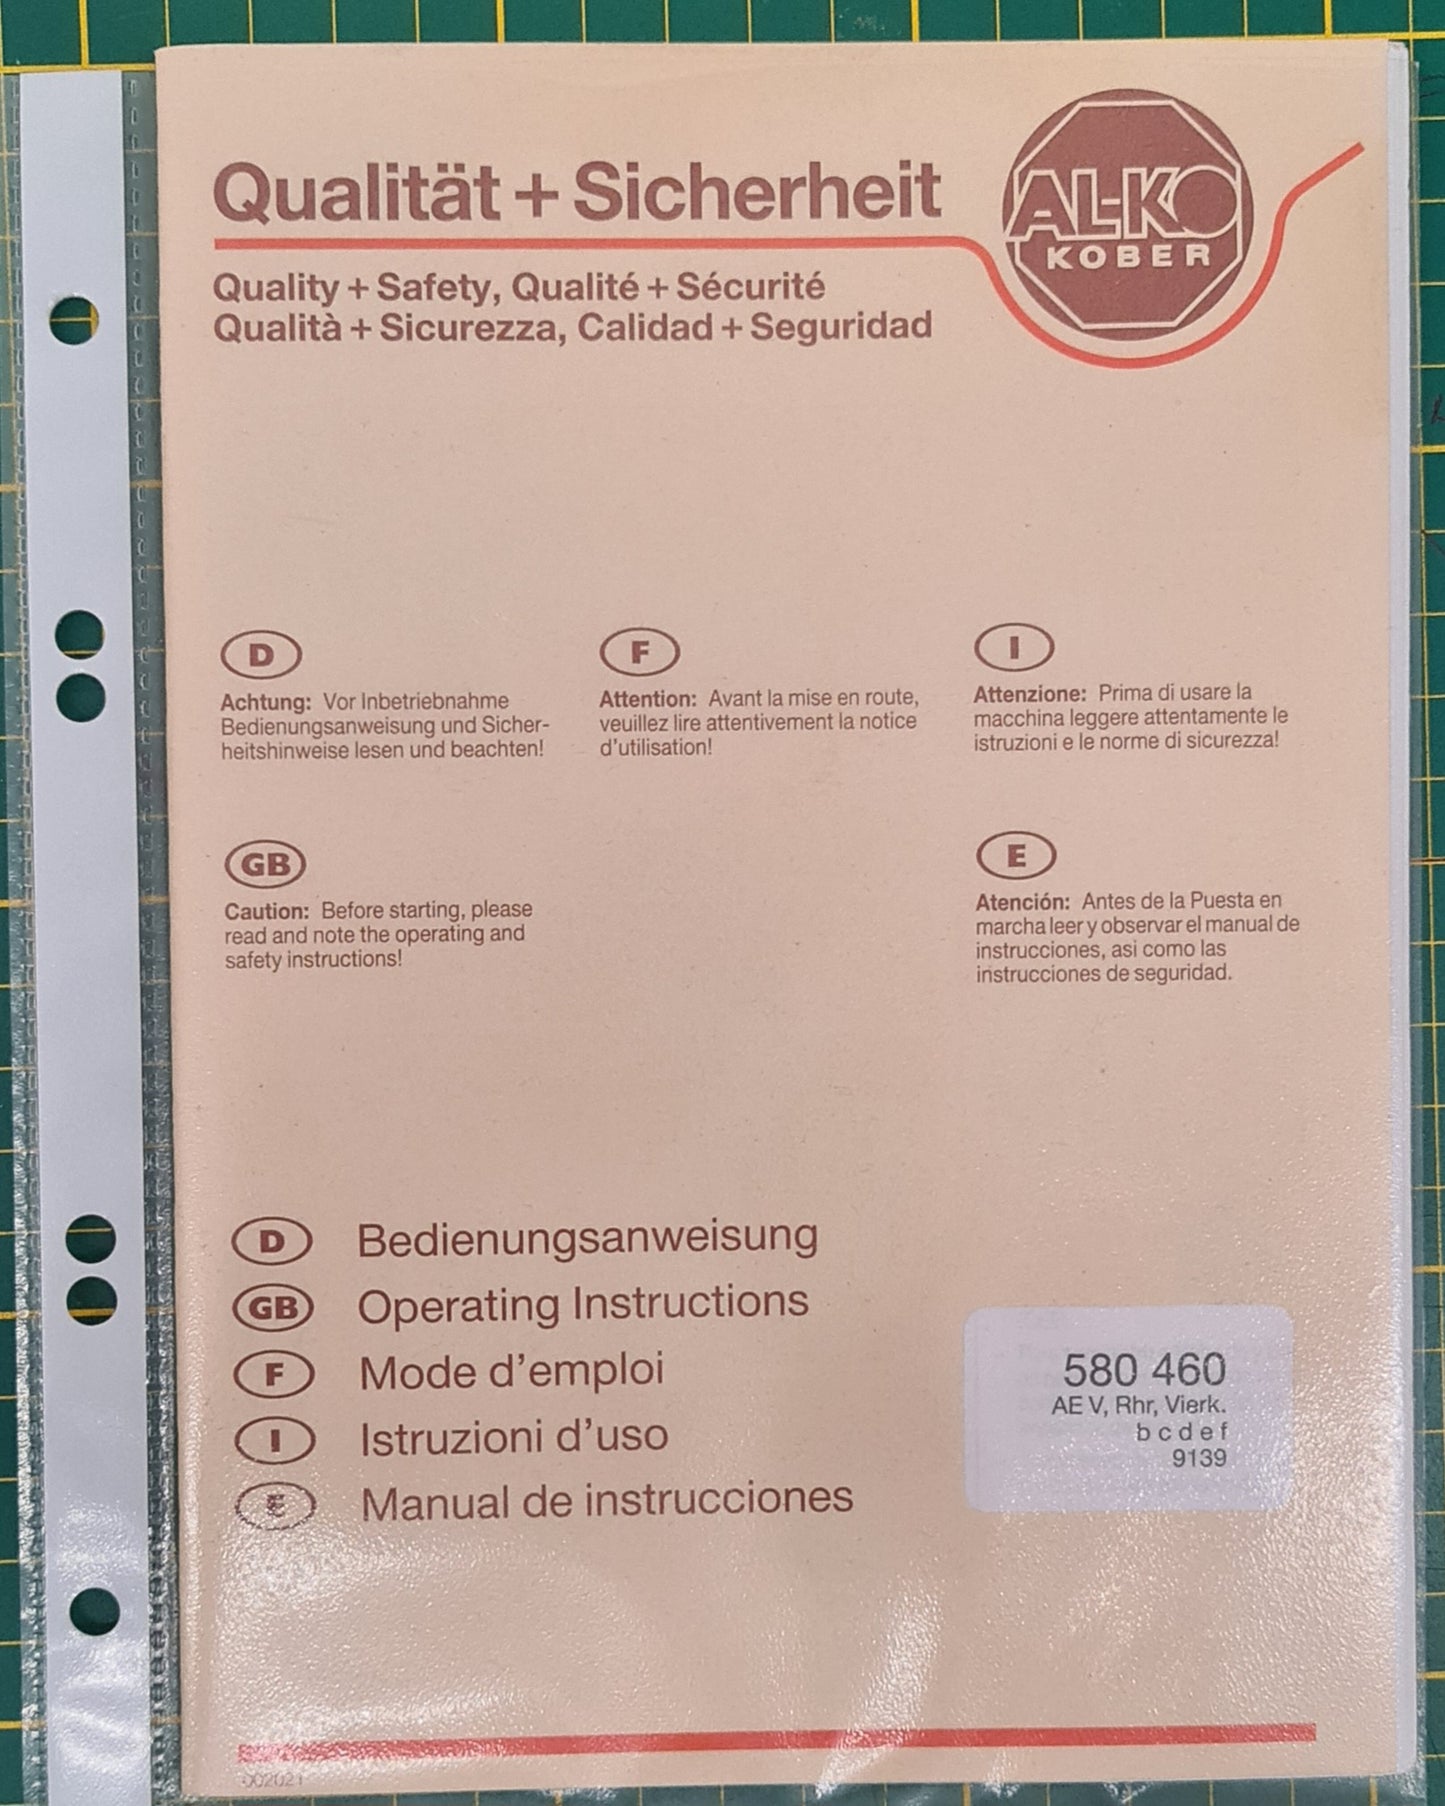 Qualität + Sicherheit
AL-KO
KOBER
Quality + Safety, Qualité + Sécurité
Qualità + Sicurezza, Calidad + Seguridad
D
Achtung: Vor Inbetriebnahme
Bedienungsanweisung und Sicher-
heitshinweise lesen und beachten!
F
Attention: Avant la mise en route,
veuillez lire attentivement la notice
d'utilisation!
I
Attenzione: Prima di usare la
macchina leggere attentamente le
istruzioni e le norme di sicurezza!
GB
Caution: Before starting, please
read and note the operating and
safety instructions!
E
Atención: Antes de la Puesta en
marcha leer y observar el manual de
instrucciones, asi como las
instrucciones de seguridad.
D Bedienungsanweisung
GB Operating Instructions
F Mode d'emploi
I Istruzioni d'uso
E Manual de instrucciones
580 460
AE V, Rhr, Vierk.
b c d e f
9139
002021